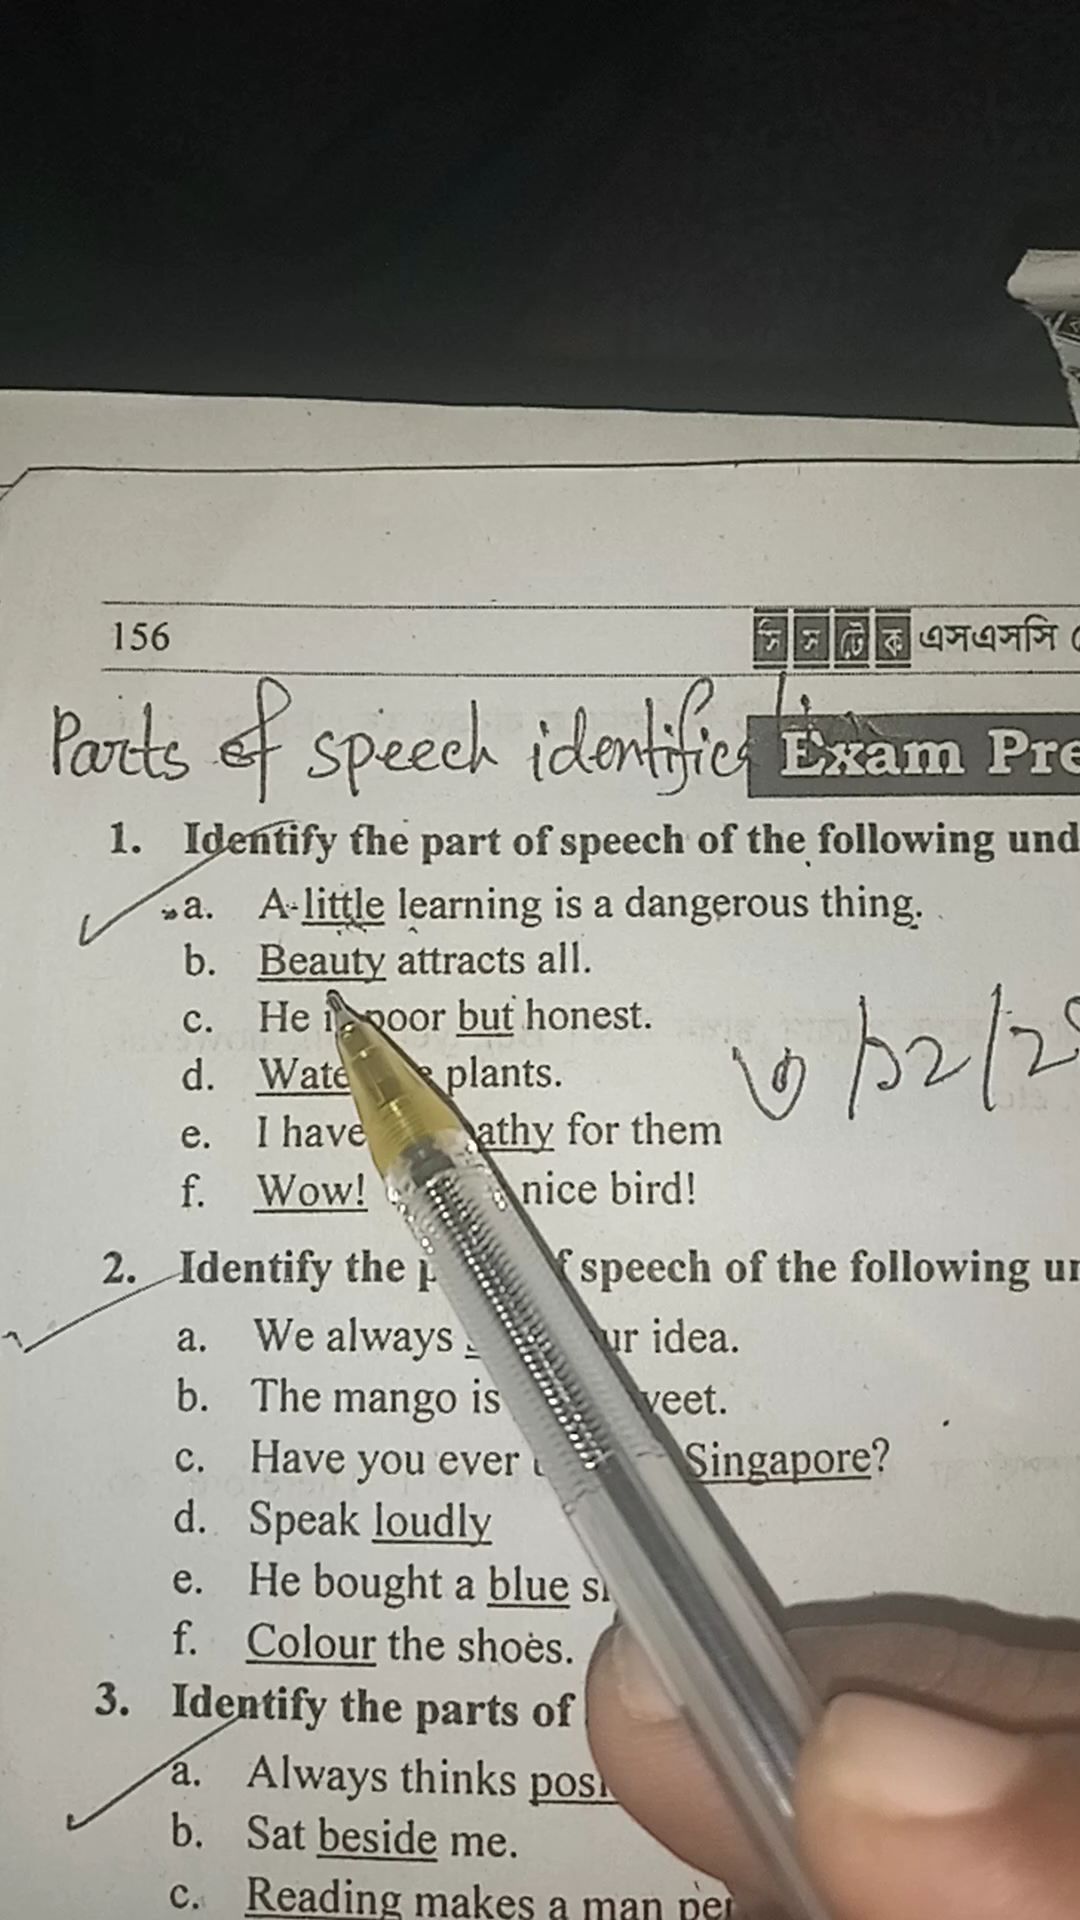 156
সিসটেক এসএসসি
Parts of speech
Exam Pre
1. Identify the part of speech of the following und
a. A little learning is a dangerous thing.
b. Beauty attracts all.
c. He poor but honest.
d. plants.
e. I have for them
f. Wow! nice bird!
2. Identify the speech of the following
a. We always idea.
b. The mango is
c. Have you ever Singapore?
d. Speak loudly
e. He bought a blue
f. Colour the shoes.
3. Identify the parts of
a. Always thinks
b. Sat beside me.
c. Reading makes a man